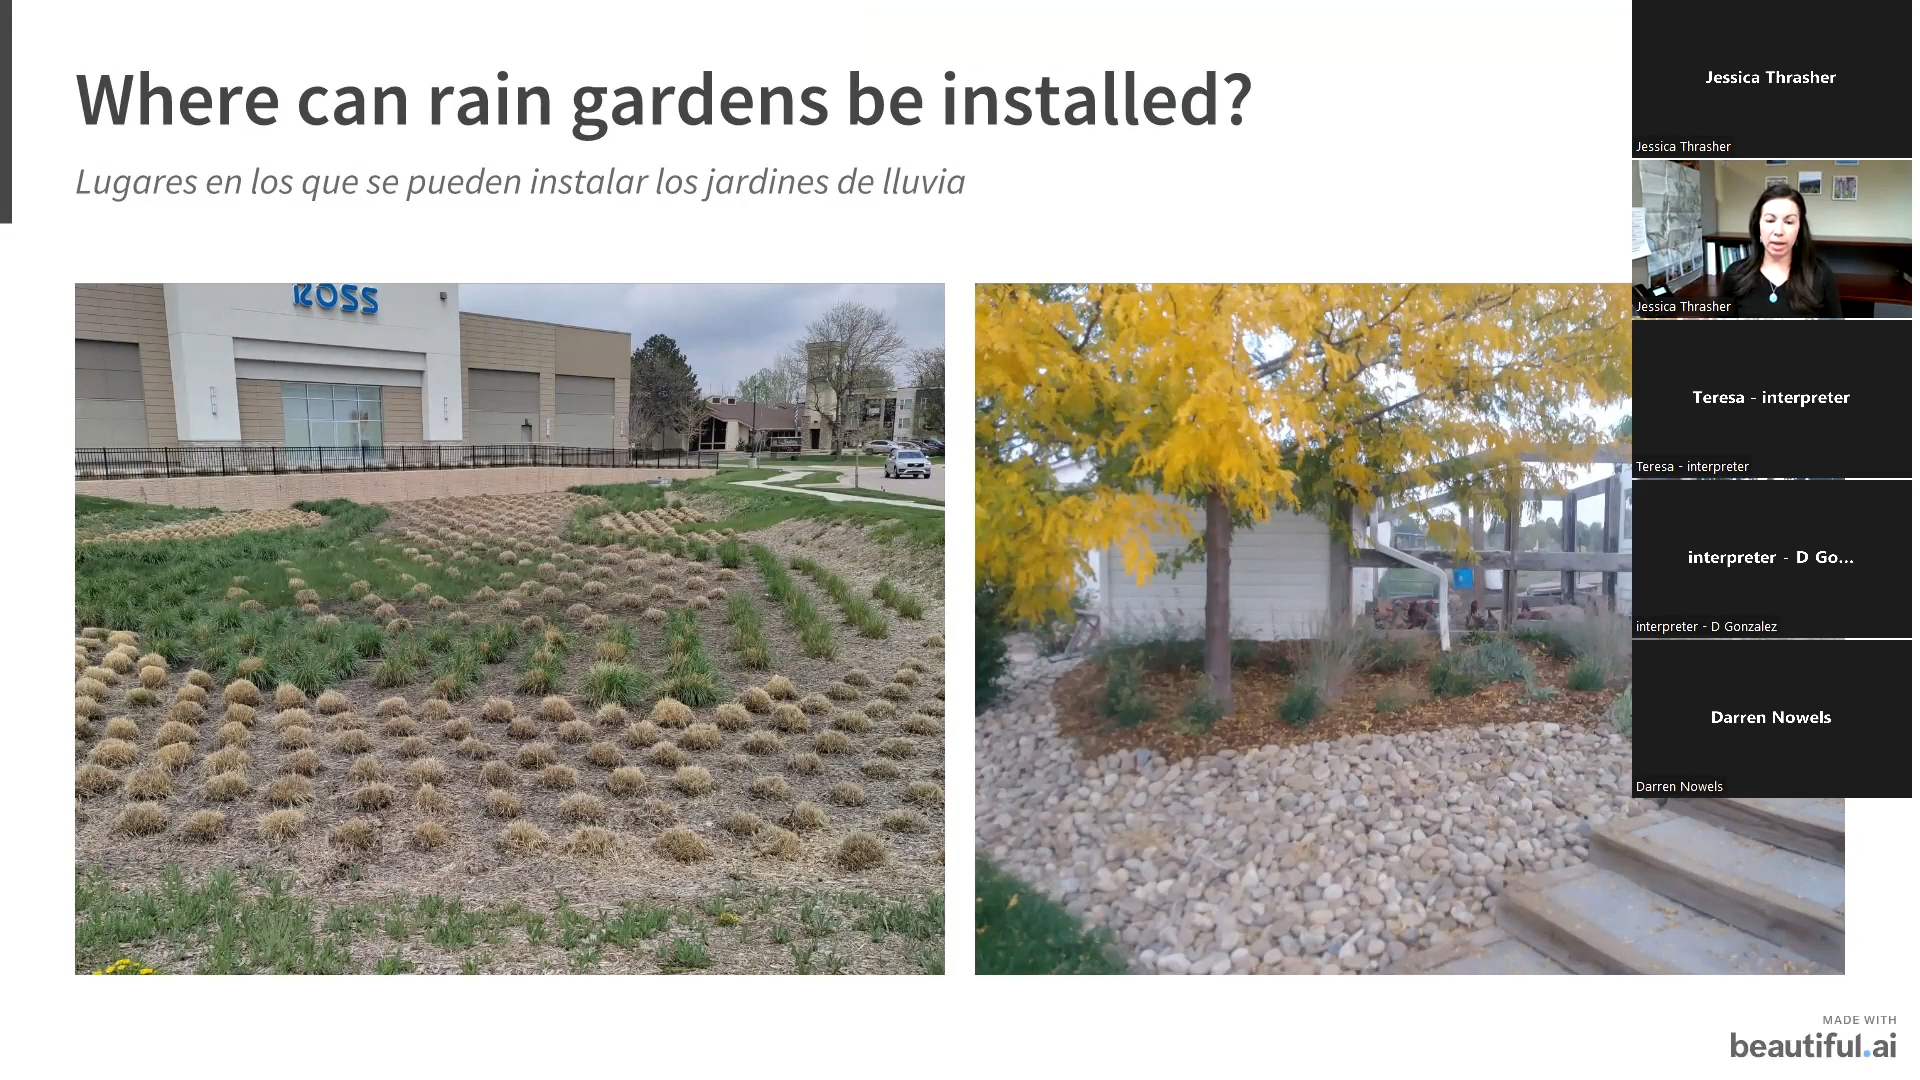 Where can rain gardens be installed?
Lugares en los que se pueden instalar los jardines de lluvia
ROSS
Jessica Thrasher
Jessica Thrasher
Jessica Thrasher
Teresa - interpreter
Teresa - interpreter
interpreter - D Go...
interpreter - D Gonzalez
Darren Nowels
Darren Nowels
MADE WITH
beautiful.ai